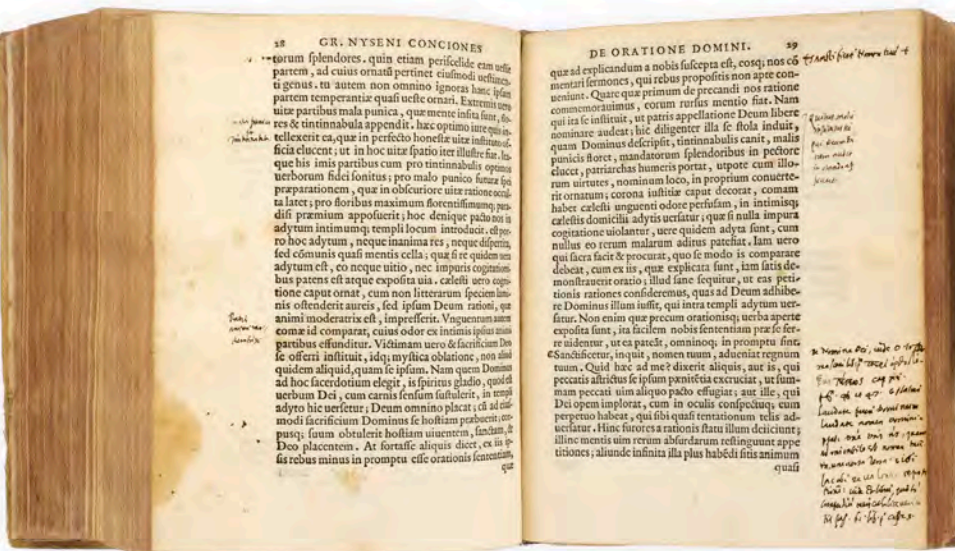 28 GR. NYSENI CONCIONES
torum splendores. quin etiam periscelide eam uestit
partem, ad cuius ornatũ pertinet eiusmodi uestimen
ti genus. tu autem non omnino ignoras hanc ipsam
partem temperantiæ quasi ueste ornari. Extremis uero
uitæ partibus mala punica, quæ mente insita sunt, flo-
res & tintinnabula appendit. hæc optimo iure quis in-
tellexerit ea, quæ in perfecto honestæ uitæ instituto of-
ficia elucent; ut in hoc uitæ spatio iter illustre fiat. Ita-
que his imis partibus cum pro tintinnabulis optimos
uerborum fidei sonitus; pro malo punico futuræ spei
præparationem, quæ in obscuriore uitæ ratione occul
ta latet; pro floribus maximum florentissimumq; para-
disi præmium apposuerit; hoc denique pacto nos in
adytum intimumq; templi locum introducit. est por-
ro hoc adytum, neque inanima res, neque dispertita,
sed cõmunis quasi mentis cella; quæ si re quidem uera
adytum est, eo neque uitio, nec impuris cogitationi-
bus patens est atque exposita uia. cælesti uero cogi-
tione caput ornat, cum non litterarum speciem lami-
nis ostenderit aureis, sed ipsum Deum rationi, quæ
animi moderatrix est, impresserit. Vnguentum autem
comæ id comparat, cuius odor ex intimis ipsius animi
partibus effunditur. Victimam uero & sacrificium Deo
se offerri instituit, idq; mystica oblatione, non aliud
quidem aliquid, quam se ipsum. Nam quem Dominus
ad hoc sacerdotium elegit, is spiritus gladio, quod est
uerbum Dei, cum carnis sensum sustulerit, in templi
adyto hic uersetur; Deum omnino placat; cũ ad eius-
modi sacrificium Dominus se hostiam præbuerit; cor-
pusq; suum obtulerit hostiam uiuentem, sanctam, &
Deo placentem. At fortasse aliquis dicet, ex iis ip-
sis rebus minus in promptu esse orationis sententiam,
quæ
DE ORATIONE DOMINI. 29
quæ ad explicandum a nobis suscepta est, cosq; nos cõ
mentari sermones, qui rebus propositis non apte con-
ueniunt. Quare quæ primum de precandi nos ratione
commemorauimus, eorum rursus mentio fiat. Nam
qui ita se instituit, ut patris appellatione Deum libere
nominare audeat; hic diligenter illa se stola induit,
quam Dominus descripsit, tintinnabulis canit, malis
punicis floret, mandatorum splendoribus in pectore
elucet, patriarchas humeris portat, utpote cum illo-
rum uirtutes, nominum loco, in proprium conuerte-
rit ornatum; corona iustitiæ caput decorat, comam
habet cælesti unguenti odore perfusam, in intimisq;
cælestis domicilii adytis uersatur; quæ si nulla impura
cogitatione uiolantur, uere quidem adyta sunt, cum
nullus eo rerum malarum aditus patefiat. Iam uero
qui sacra facit & procurat, quo se modo is comparare
debeat, cum ex iis, quæ explicata sunt, iam satis de-
monstrauerit oratio; illud sane sequitur, ut eas peti-
tionis rationes consideremus, quas ad Deum adhibe-
re Dominus illum iussit, qui intra templi adytum uer-
satur. Non enim quæ precum orationisq; uerba aperte
exposita sunt, ita facilem nobis sententiam præ se fer-
re uidentur, ut ea pateãt, omninoq; in promptu sint.
Sanctificetur, inquit, nomen tuum, adueniat regnum
tuum. Quid hæc ad me? dixerit aliquis, aut is, qui
peccatis astrictus se ipsum pœnitẽtia excruciat, ut sum-
mam peccati uim aliquo pacto effugiat; aut ille, qui
Dei opem implorat, cum in oculis conspectuq; eum
perpetuo habeat, qui sibi quasi tentationum telis ad-
uersatur. Hinc furores a rationis statu illum deiiciunt;
illinc mentis uim rerum absurdarum restinguunt appe
titiones; aliunde infinita illa plus habẽdi sitis animum
quasi